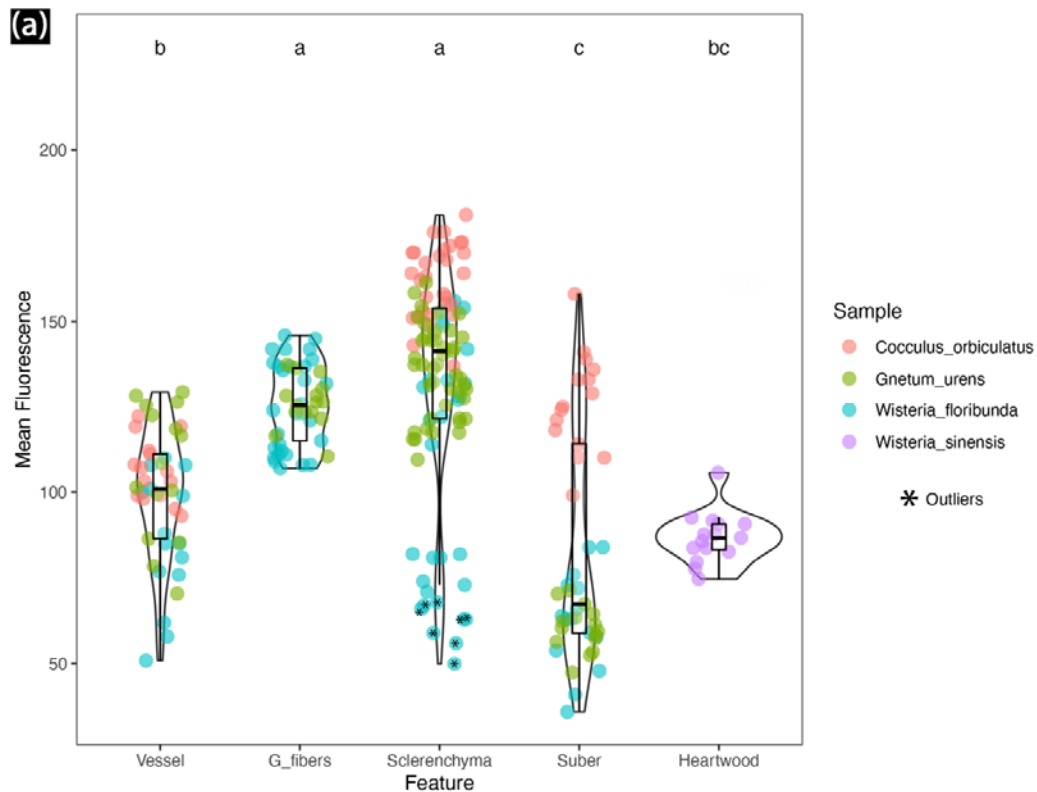 (a)
b a a c bc
200
150
100
50
Mean Fluorescence
Vessel G_fibers Sclerenchyma Suber Heartwood
Feature
Sample
Cocculus_orbiculatus
Gnetum_urens
Wisteria_floribunda
Wisteria_sinensis
* Outliers